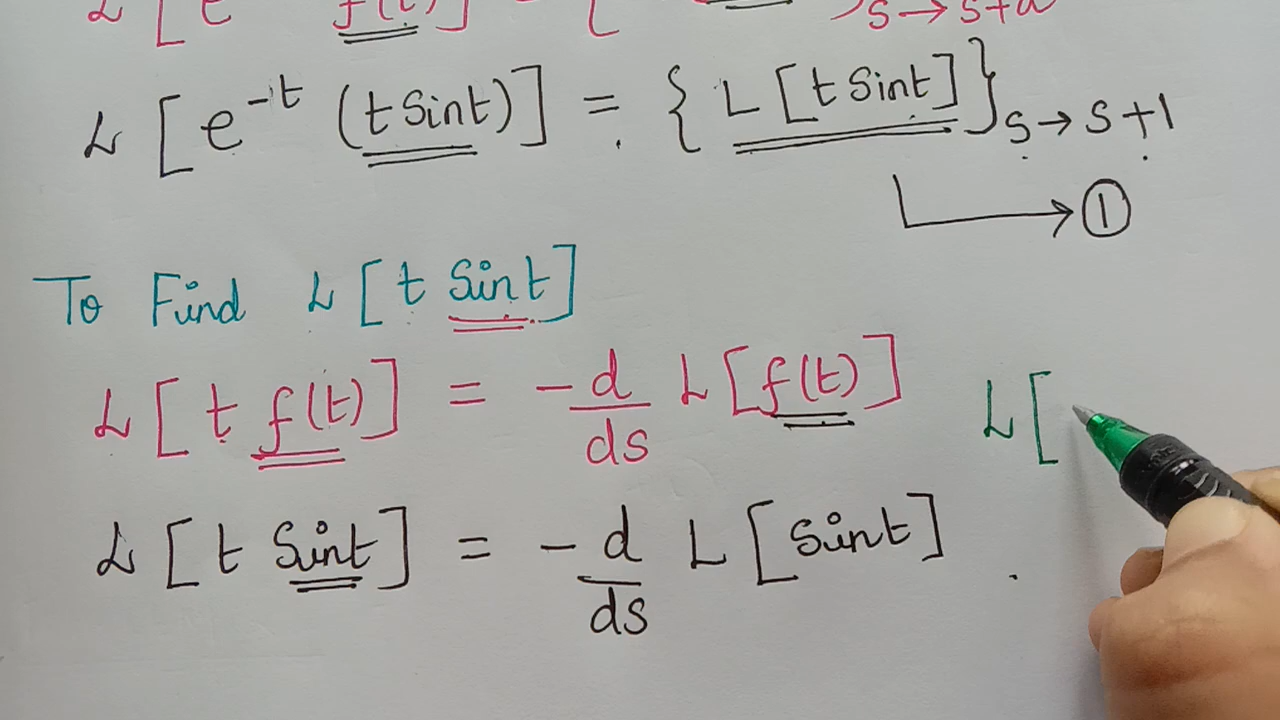 L[e f(t)] = { }s→s+a
L[e^-t (t Sint)] = {L[t Sint]}s→s+1
→ ①
To Find L[t Sint]
L[t f(t)] = -d/ds L[f(t)]
L[
L[t Sint] = -d/ds L[Sint]